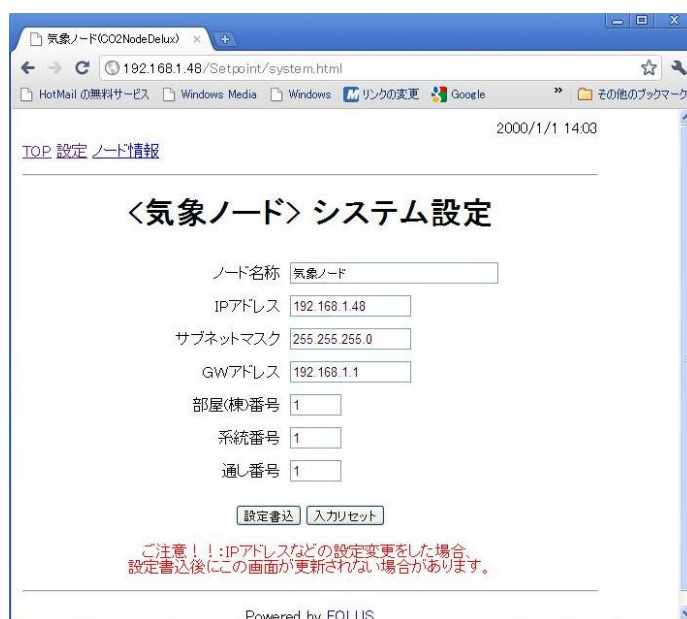 気象ノード(CO2NodeDelux)
192.168.1.48/Setpoint/system.html
HotMail の無料サービス Windows Media Windows リンクの変更 Google » その他のブックマーク
2000/1/1 14:03
TOP 設定 ノード情報
<気象ノード> システム設定
ノード名称 気象ノード
IPアドレス 192.168.1.48
サブネットマスク 255.255.255.0
GWアドレス 192.168.1.1
部屋(棟)番号 1
系統番号 1
通し番号 1
設定書込 入力リセット
ご注意!!:IPアドレスなどの設定変更をした場合、
設定書込後にこの画面が更新されない場合があります。
Powered by